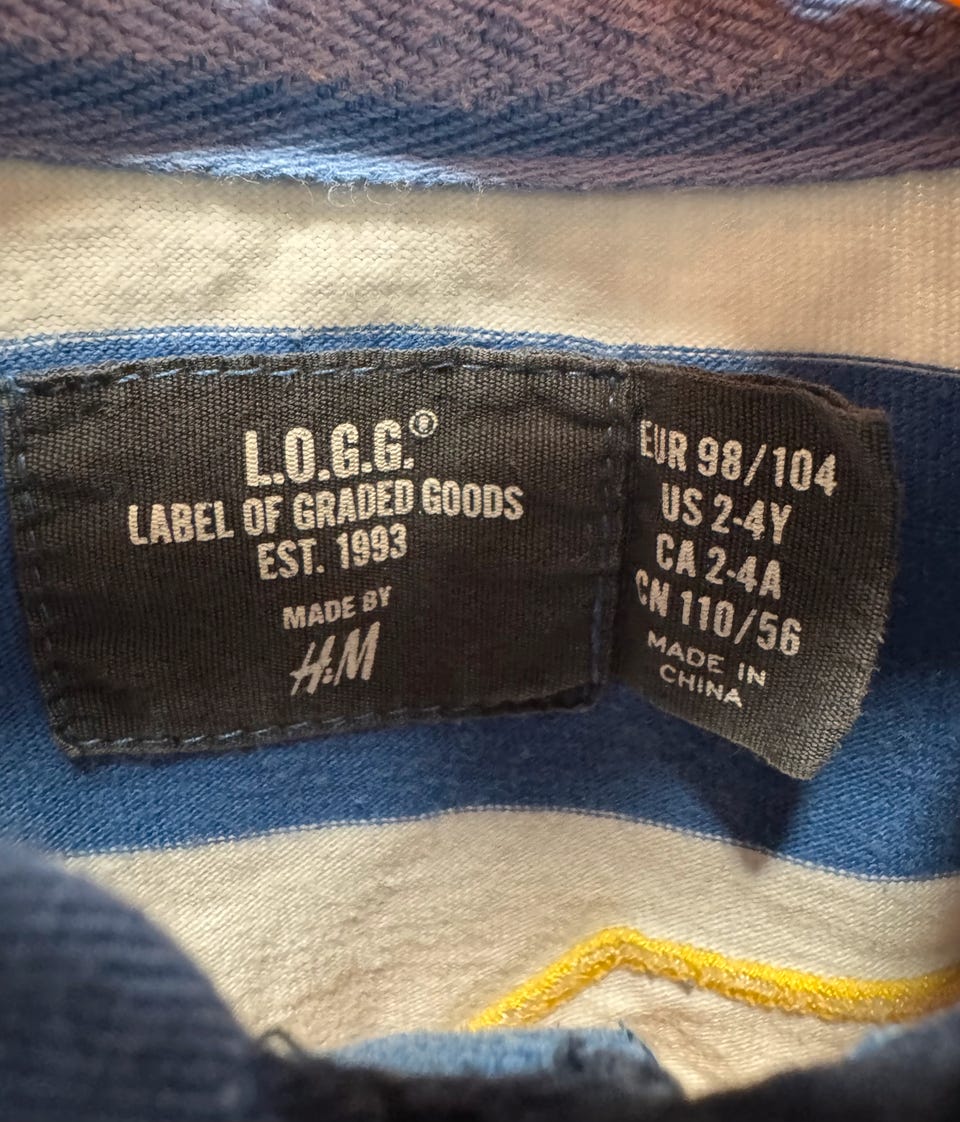 L.O.G.G.®
LABEL OF GRADED GOODS
EST. 1993
MADE BY
H&M
EUR 98/104
US 2-4Y
CA 2-4A
CN 110/56
MADE IN
CHINA